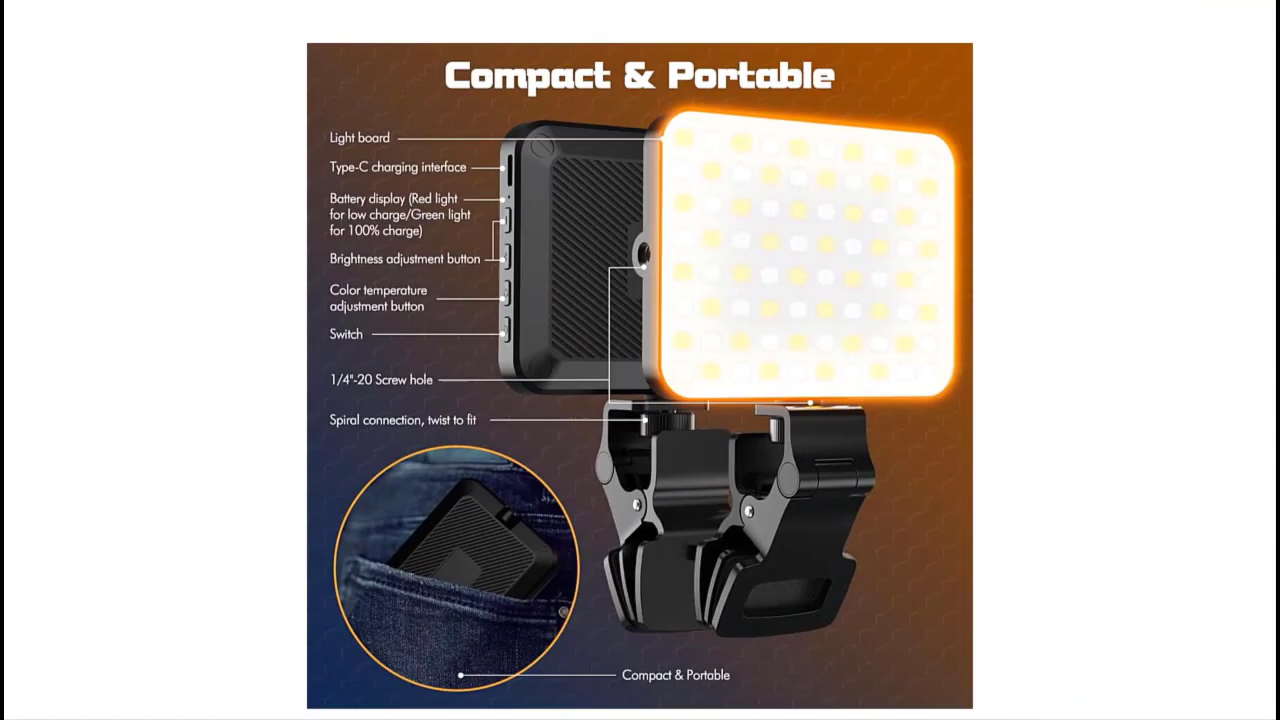 Compact & Portable
Light board
Type-C charging interface
Battery display (Red light
for low charge/Green light
for 100% charge)
Brightness adjustment button
Color temperature
adjustment button
Switch
1/4"-20 Screw hole
Spiral connection, twist to fit
Compact & Portable